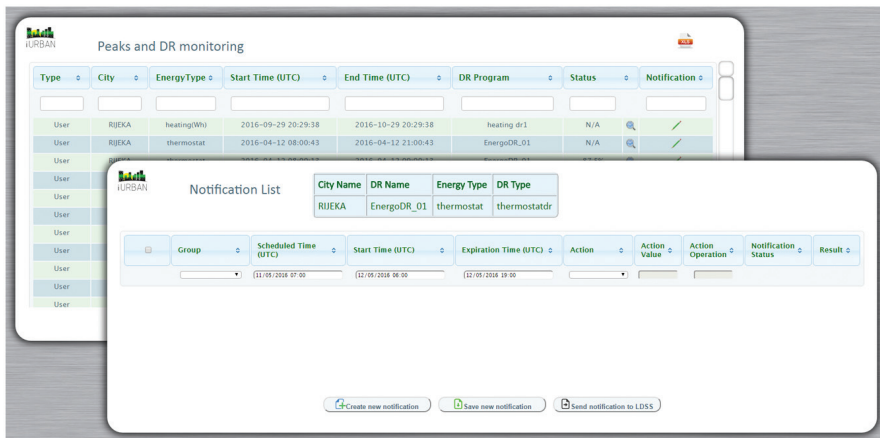 iURBAN
Peaks and DR monitoring
Type City EnergyType Start Time (UTC) End Time (UTC) DR Program Status Notification
User RIJEKA heating(Wh) 2016-09-29 20:29:38 2016-10-29 20:29:38 heating dr1 N/A
User RIJEKA thermostat 2016-04-12 08:00:43 2016-04-12 21:00:43 EnergoDR_01 N/A
User
User
User
User
User
User
User
User
User
iURBAN
Notification List
City Name DR Name Energy Type DR Type
RIJEKA EnergoDR_01 thermostat thermostatdr
Group Scheduled Time (UTC) Start Time (UTC) Expiration Time (UTC) Action Action Value Action Operation Notification Status Result
11/05/2016 07:00 12/05/2016 06:00 12/05/2016 19:00
Create new notification Save new notification Send notification to LDSS